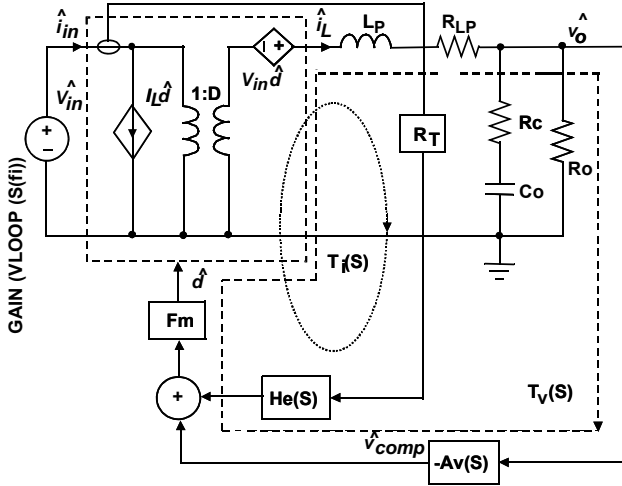 î_in
î_L
L_P
R_LP
v̂_o
V̂_in
+
−
I_L d̂
1:D
− +
V_in d̂
R_T
Rc
Ro
Co
GAIN (VLOOP (S(fi))
T_i(S)
d̂
Fm
+
He(S)
T_v(S)
v̂_comp
-Av(S)